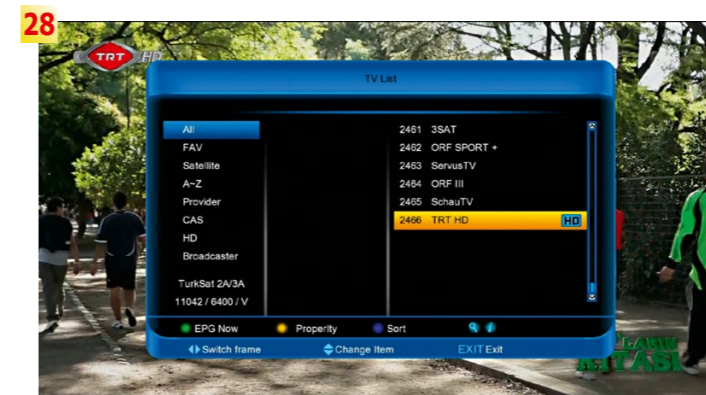 28
TRT HD
TV List
All
FAV
Satellite
A~Z
Provider
CAS
HD
Broadcaster
TurkSat 2A/3A
11042 / 6400 / V
2461 3SAT
2462 ORF SPORT +
2463 ServusTV
2464 ORF III
2465 SchauTV
2466 TRT HD HD
EPG Now Properity Sort
Switch frame Change Item EXIT Exit
KITASI